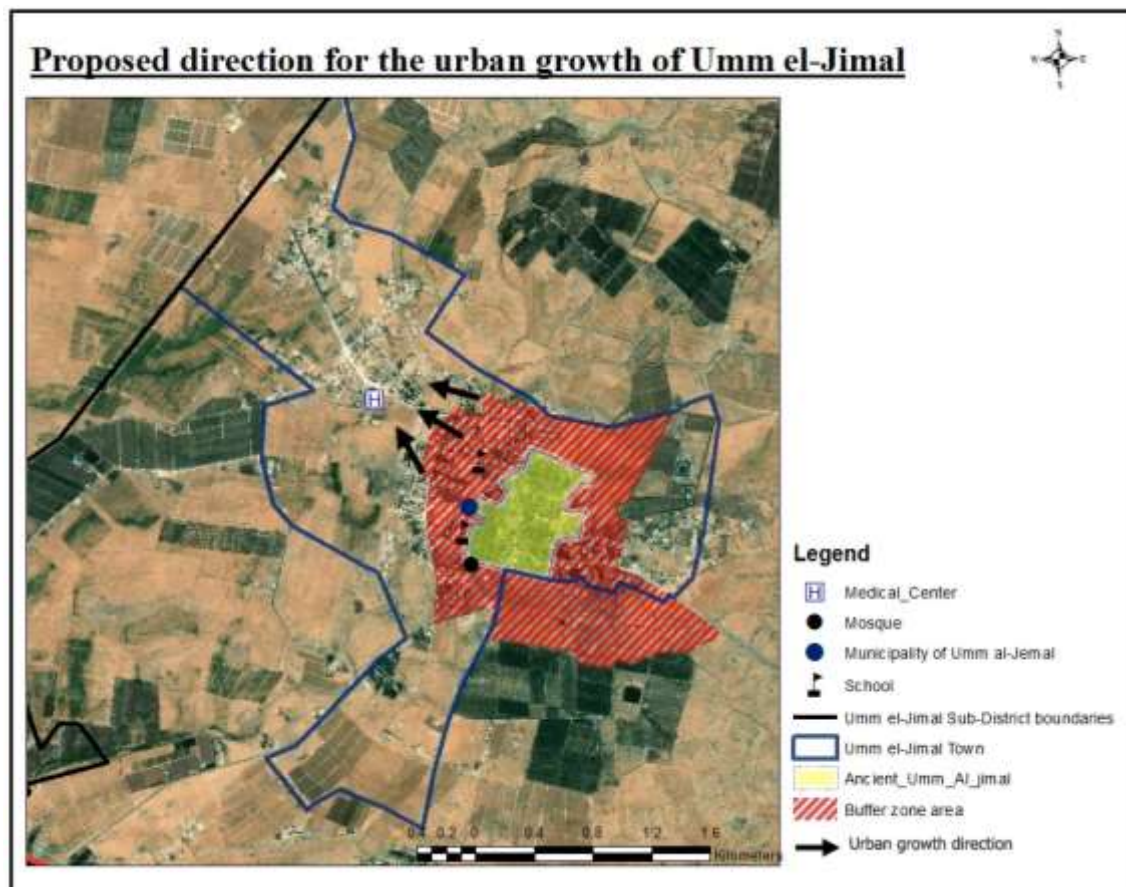 Proposed direction for the urban growth of Umm el-Jimal
N
W E
S
H
Legend
H Medical_Center
Mosque
Municipality of Umm al-Jemal
School
Umm el-Jimal Sub-District boundaries
Umm el-Jimal Town
Ancient_Umm_Al_jimal
Buffer zone area
Urban growth direction
0.4 0.2 0 0.4 0.8 1.2 1.6
Kilometers